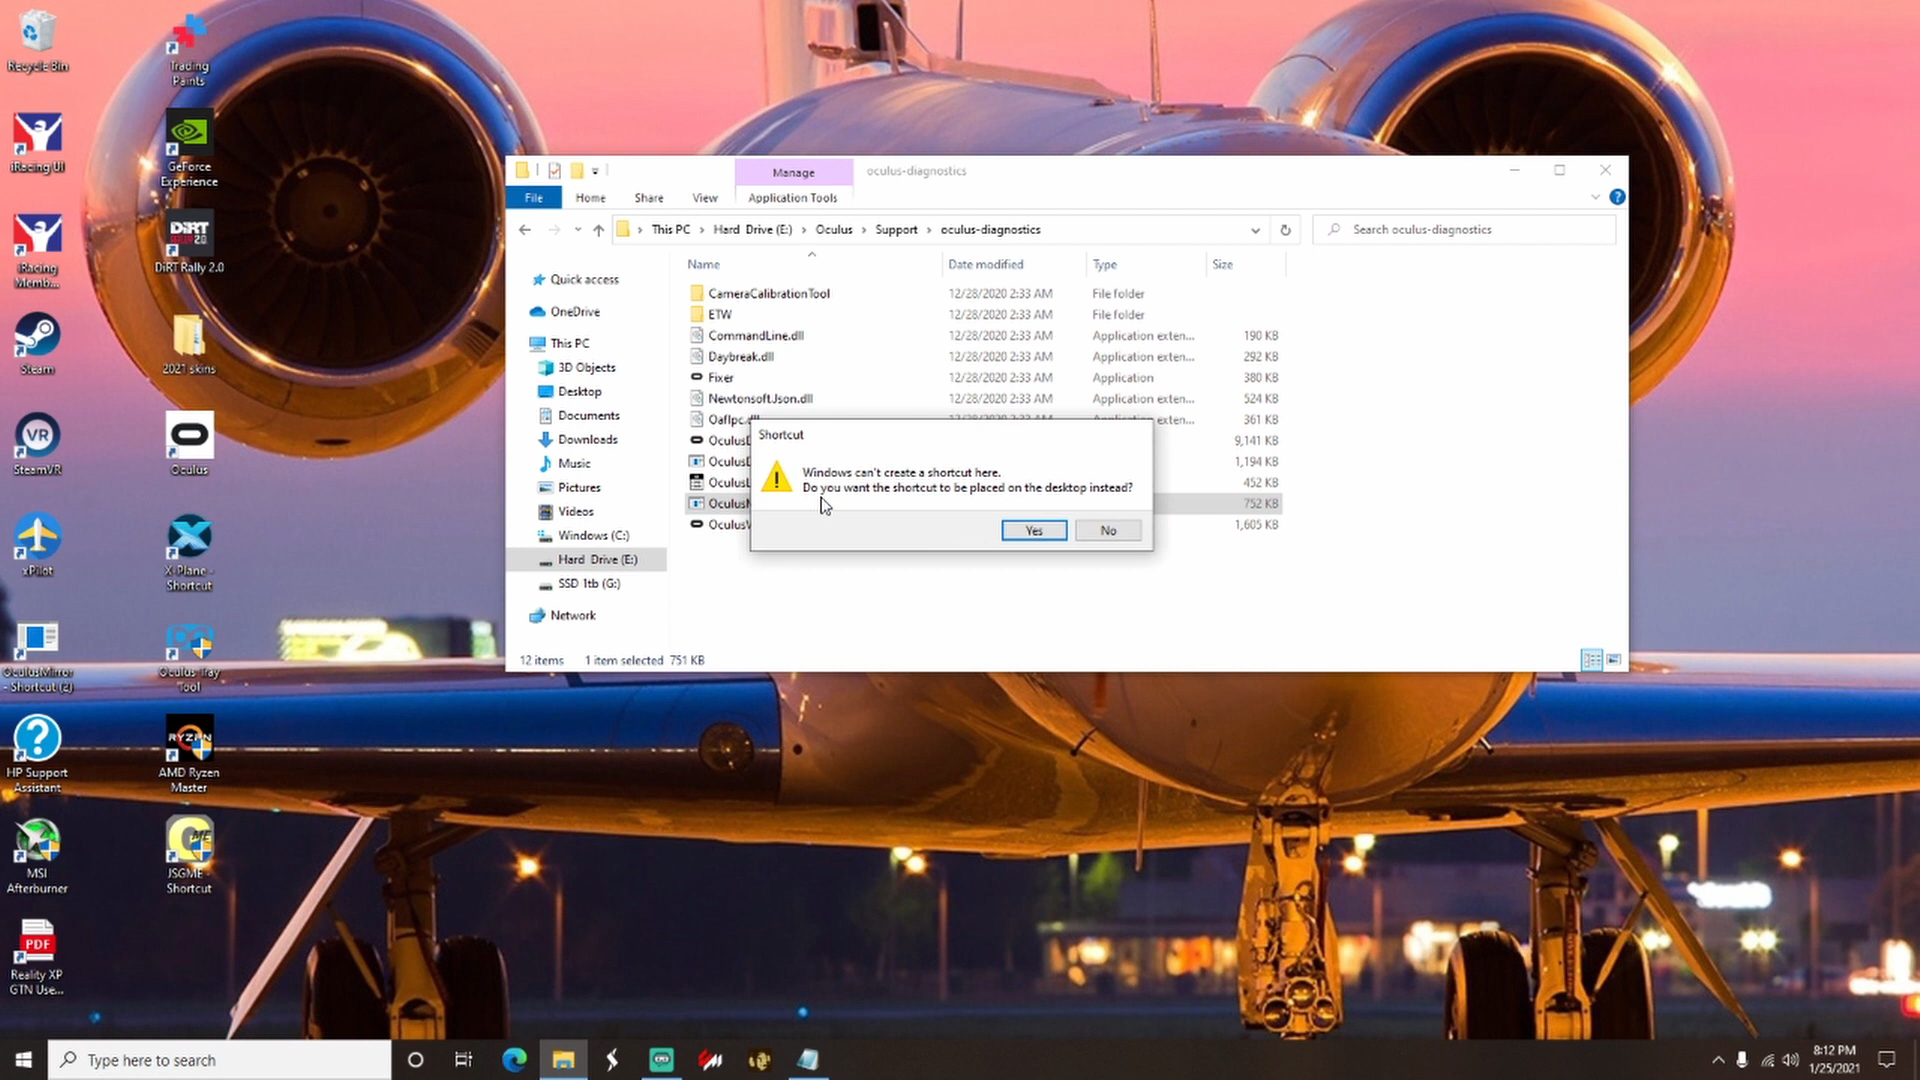 Recycle Bin
Trading
Paints
iRacing UI
GeForce
Experience
iRacing
Memb...
DiRT Rally 2.0
Steam
2021 skins
SteamVR
Oculus
xPilot
X-Plane -
Shortcut
OculusMirror
- Shortcut (2)
Oculus Tray
Tool
HP Support
Assistant
RYZEN
AMD Ryzen
Master
MSI
Afterburner
ME
JSGME -
Shortcut
PDF
Reality XP
GTN Use...
Manage
oculus-diagnostics
File
Home
Share
View
Application Tools
This PC
Hard Drive (E:)
Oculus
Support
oculus-diagnostics
Search oculus-diagnostics
Quick access
OneDrive
This PC
3D Objects
Desktop
Documents
Downloads
Music
Pictures
Videos
Windows (C:)
Hard Drive (E:)
SSD 1tb (G:)
Network
Name Date modified Type Size
CameraCalibrationTool 12/28/2020 2:33 AM File folder
ETW 12/28/2020 2:33 AM File folder
CommandLine.dll 12/28/2020 2:33 AM Application exten... 190 KB
Daybreak.dll 12/28/2020 2:33 AM Application exten... 292 KB
Fixer 12/28/2020 2:33 AM Application 380 KB
Newtonsoft.Json.dll 12/28/2020 2:33 AM Application exten... 524 KB
OafIpc.dll 12/28/2020 2:33 AM Application exten... 361 KB
9,141 KB
1,194 KB
452 KB
752 KB
1,605 KB
Shortcut
Windows can't create a shortcut here.
Do you want the shortcut to be placed on the desktop instead?
Yes
No
12 items 1 item selected 751 KB
Type here to search
8:12 PM
1/25/2021